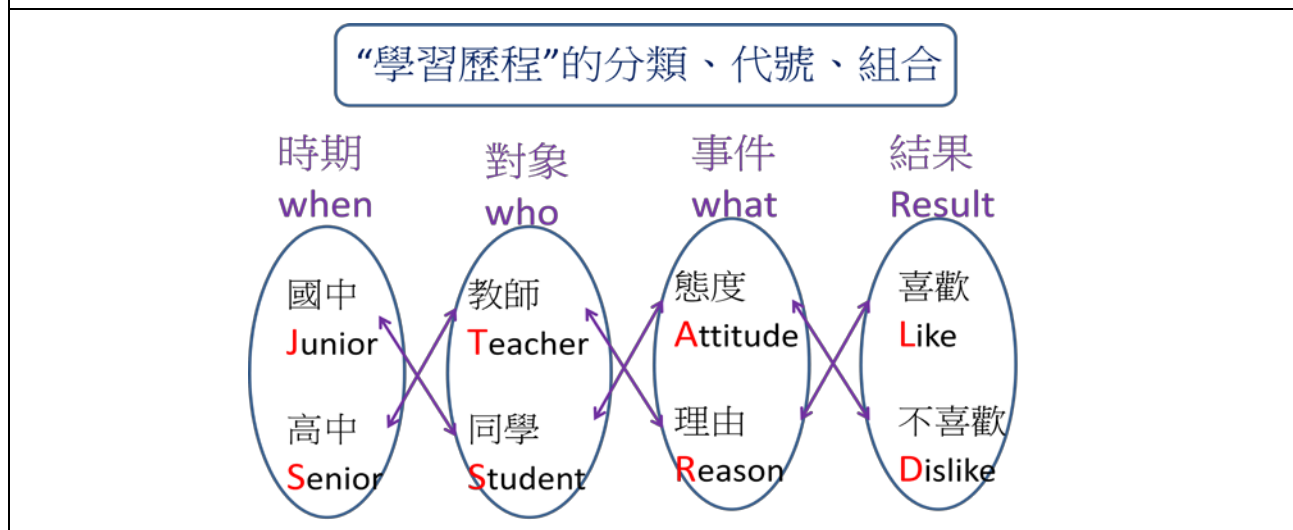 “學習歷程”的分類、代號、組合
時期
when
對象
who
事件
what
結果
Result
國中
Junior
高中
Senior
教師
Teacher
同學
Student
態度
Attitude
理由
Reason
喜歡
Like
不喜歡
Dislike